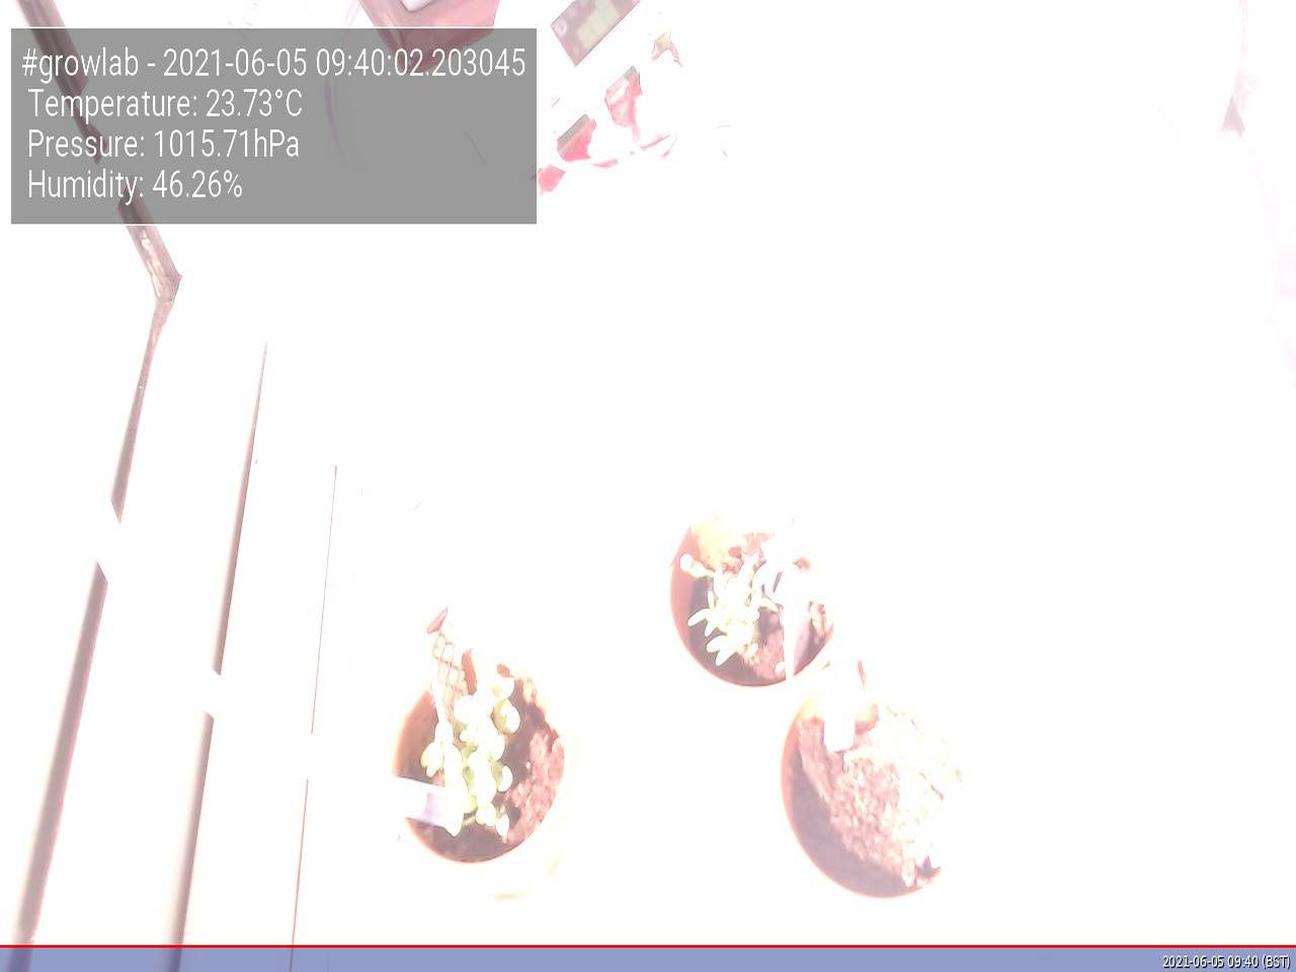 #growlab - 2021-06-05 09:40:02.203045
Temperature: 23.73°C
Pressure: 1015.71hPa
Humidity: 46.26%
2021-06-05 09:40 (BST)